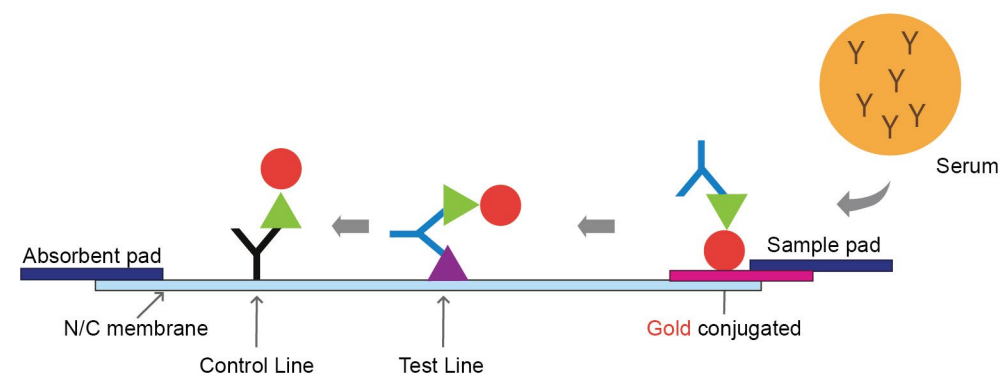 Serum
Absorbent pad
Sample pad
N/C membrane
Gold conjugated
Control Line
Test Line